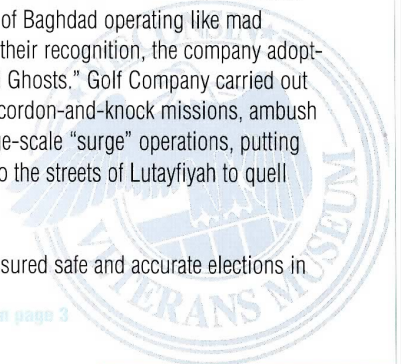 of Baghdad operating like mad
their recognition, the company adopt-
Ghosts.” Golf Company carried out
cordon-and-knock missions, ambush
ge-scale “surge” operations, putting
o the streets of Lutayfiyah to quell
sured safe and accurate elections in
n page 3
VETERANS MUSEUM